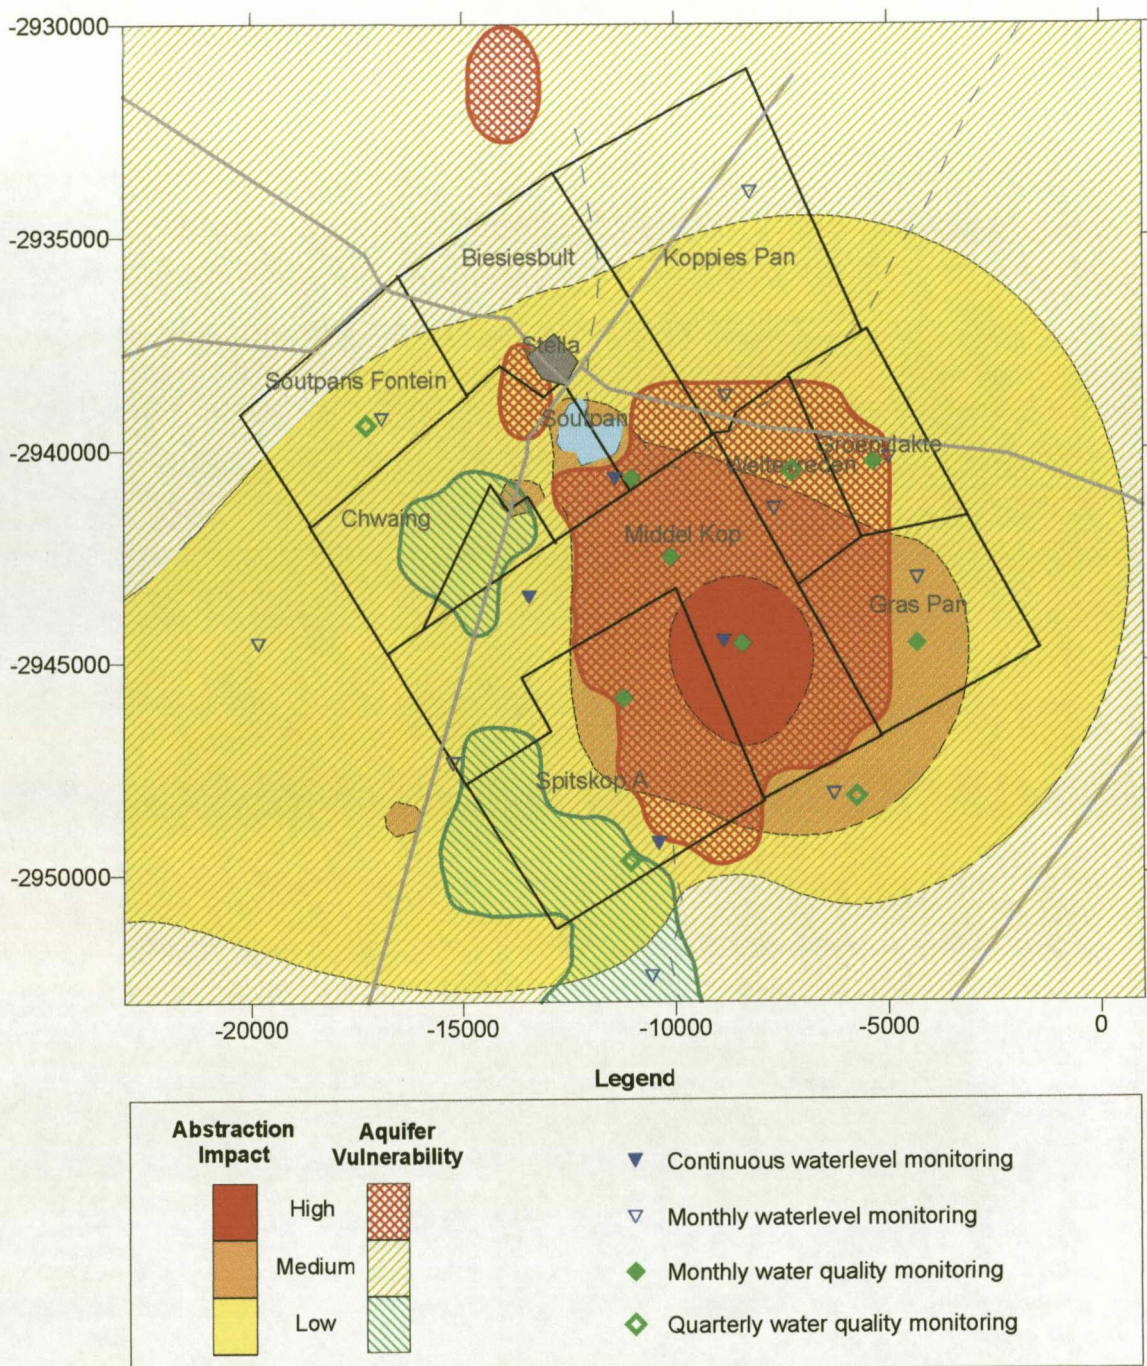 -2930000
-2935000
Biesiesbult
Koppies Pan
Stella
Soutpans Fontein
Soutpan
-2940000
Groenvlakte
Weltevreden
Chwaing
Middel Kop
Gras Pan
-2945000
Spitskop A
-2950000
-20000
-15000
-10000
-5000
0
Legend
Abstraction Impact
Aquifer Vulnerability
High
Medium
Low
Continuous waterlevel monitoring
Monthly waterlevel monitoring
Monthly water quality monitoring
Quarterly water quality monitoring